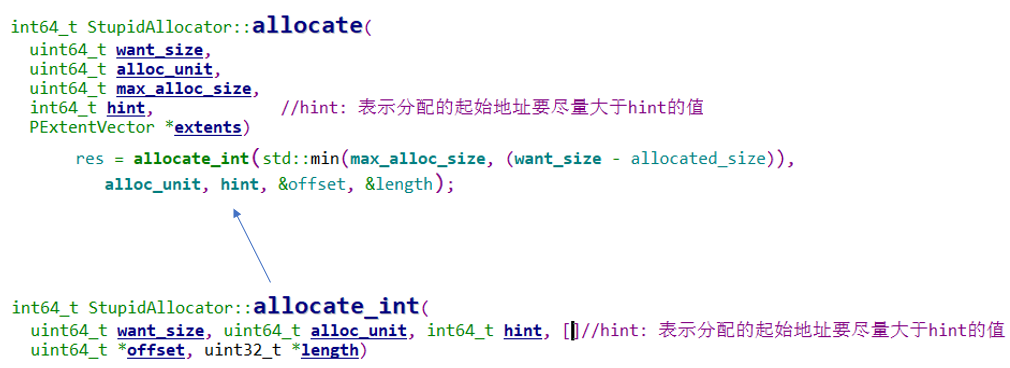 int64_t StupidAllocator::allocate(
uint64_t want_size,
uint64_t alloc_unit,
uint64_t max_alloc_size,
int64_t hint, //hint: 表示分配的起始地址要尽量大于hint的值
PExtentVector *extents)
res = allocate_int(std::min(max_alloc_size, (want_size - allocated_size)),
alloc_unit, hint, &offset, &length);
int64_t StupidAllocator::allocate_int(
uint64_t want_size, uint64_t alloc_unit, int64_t hint, []//hint: 表示分配的起始地址要尽量大于hint的值
uint64_t *offset, uint32_t *length)